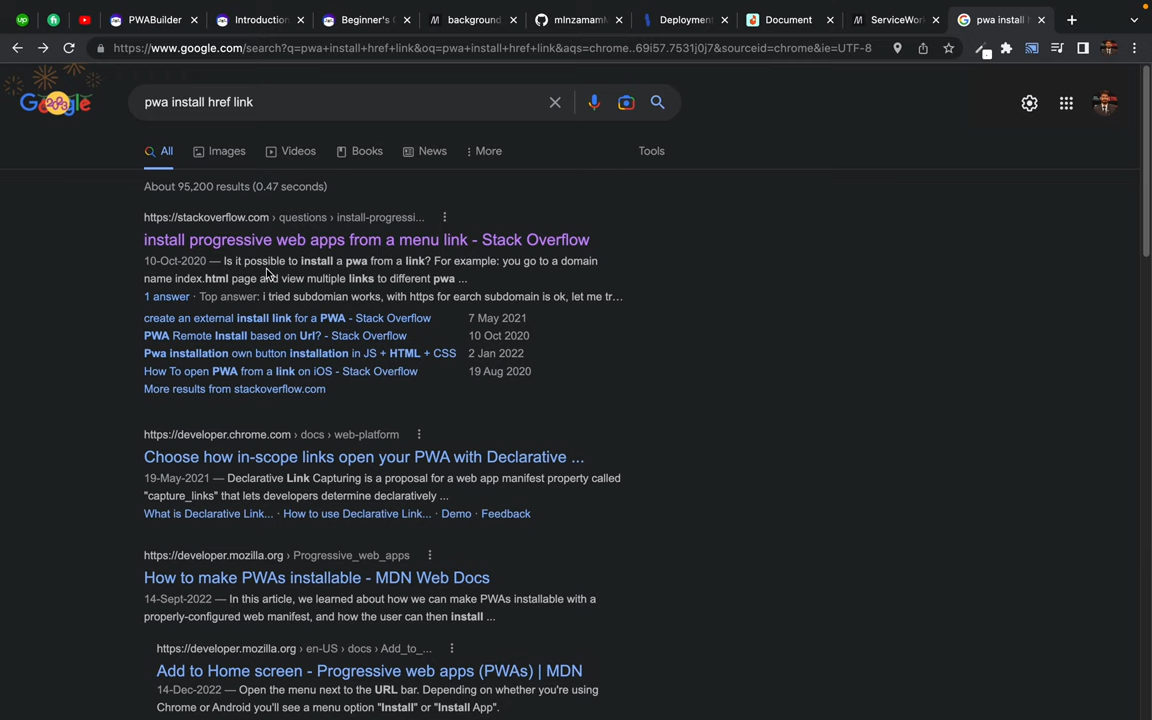 PWABuilder
Introduction
Beginner's
background
mInzamamM
Deployment
Document
ServiceWor
pwa install
https://www.google.com/search?q=pwa+install+href+link&oq=pwa+install+href+link&aqs=chrome..69i57.7531j0j7&sourceid=chrome&ie=UTF-8
pwa install href link
All
Images
Videos
Books
News
More
Tools
About 95,200 results (0.47 seconds)
https://stackoverflow.com › questions › install-progressi...
install progressive web apps from a menu link - Stack Overflow
10-Oct-2020 — Is it possible to install a pwa from a link? For example: you go to a domain
name index.html page and view multiple links to different pwa ...
1 answer · Top answer: i tried subdomian works, with https for earch subdomain is ok, let me tr…
create an external install link for a PWA - Stack Overflow 7 May 2021
PWA Remote Install based on Url? - Stack Overflow 10 Oct 2020
Pwa installation own button installation in JS + HTML + CSS 2 Jan 2022
How To open PWA from a link on iOS - Stack Overflow 19 Aug 2020
More results from stackoverflow.com
https://developer.chrome.com › docs › web-platform
Choose how in-scope links open your PWA with Declarative ...
19-May-2021 — Declarative Link Capturing is a proposal for a web app manifest property called
"capture_links" that lets developers determine declaratively ...
What is Declarative Link... · How to use Declarative Link... · Demo · Feedback
https://developer.mozilla.org › Progressive_web_apps
How to make PWAs installable - MDN Web Docs
14-Sept-2022 — In this article, we learned about how we can make PWAs installable with a
properly-configured web manifest, and how the user can then install ...
https://developer.mozilla.org › en-US › docs › Add_to_...
Add to Home screen - Progressive web apps (PWAs) | MDN
14-Dec-2022 — Open the menu next to the URL bar. Depending on whether you're using
Chrome or Android you'll see a menu option "Install" or "Install App".